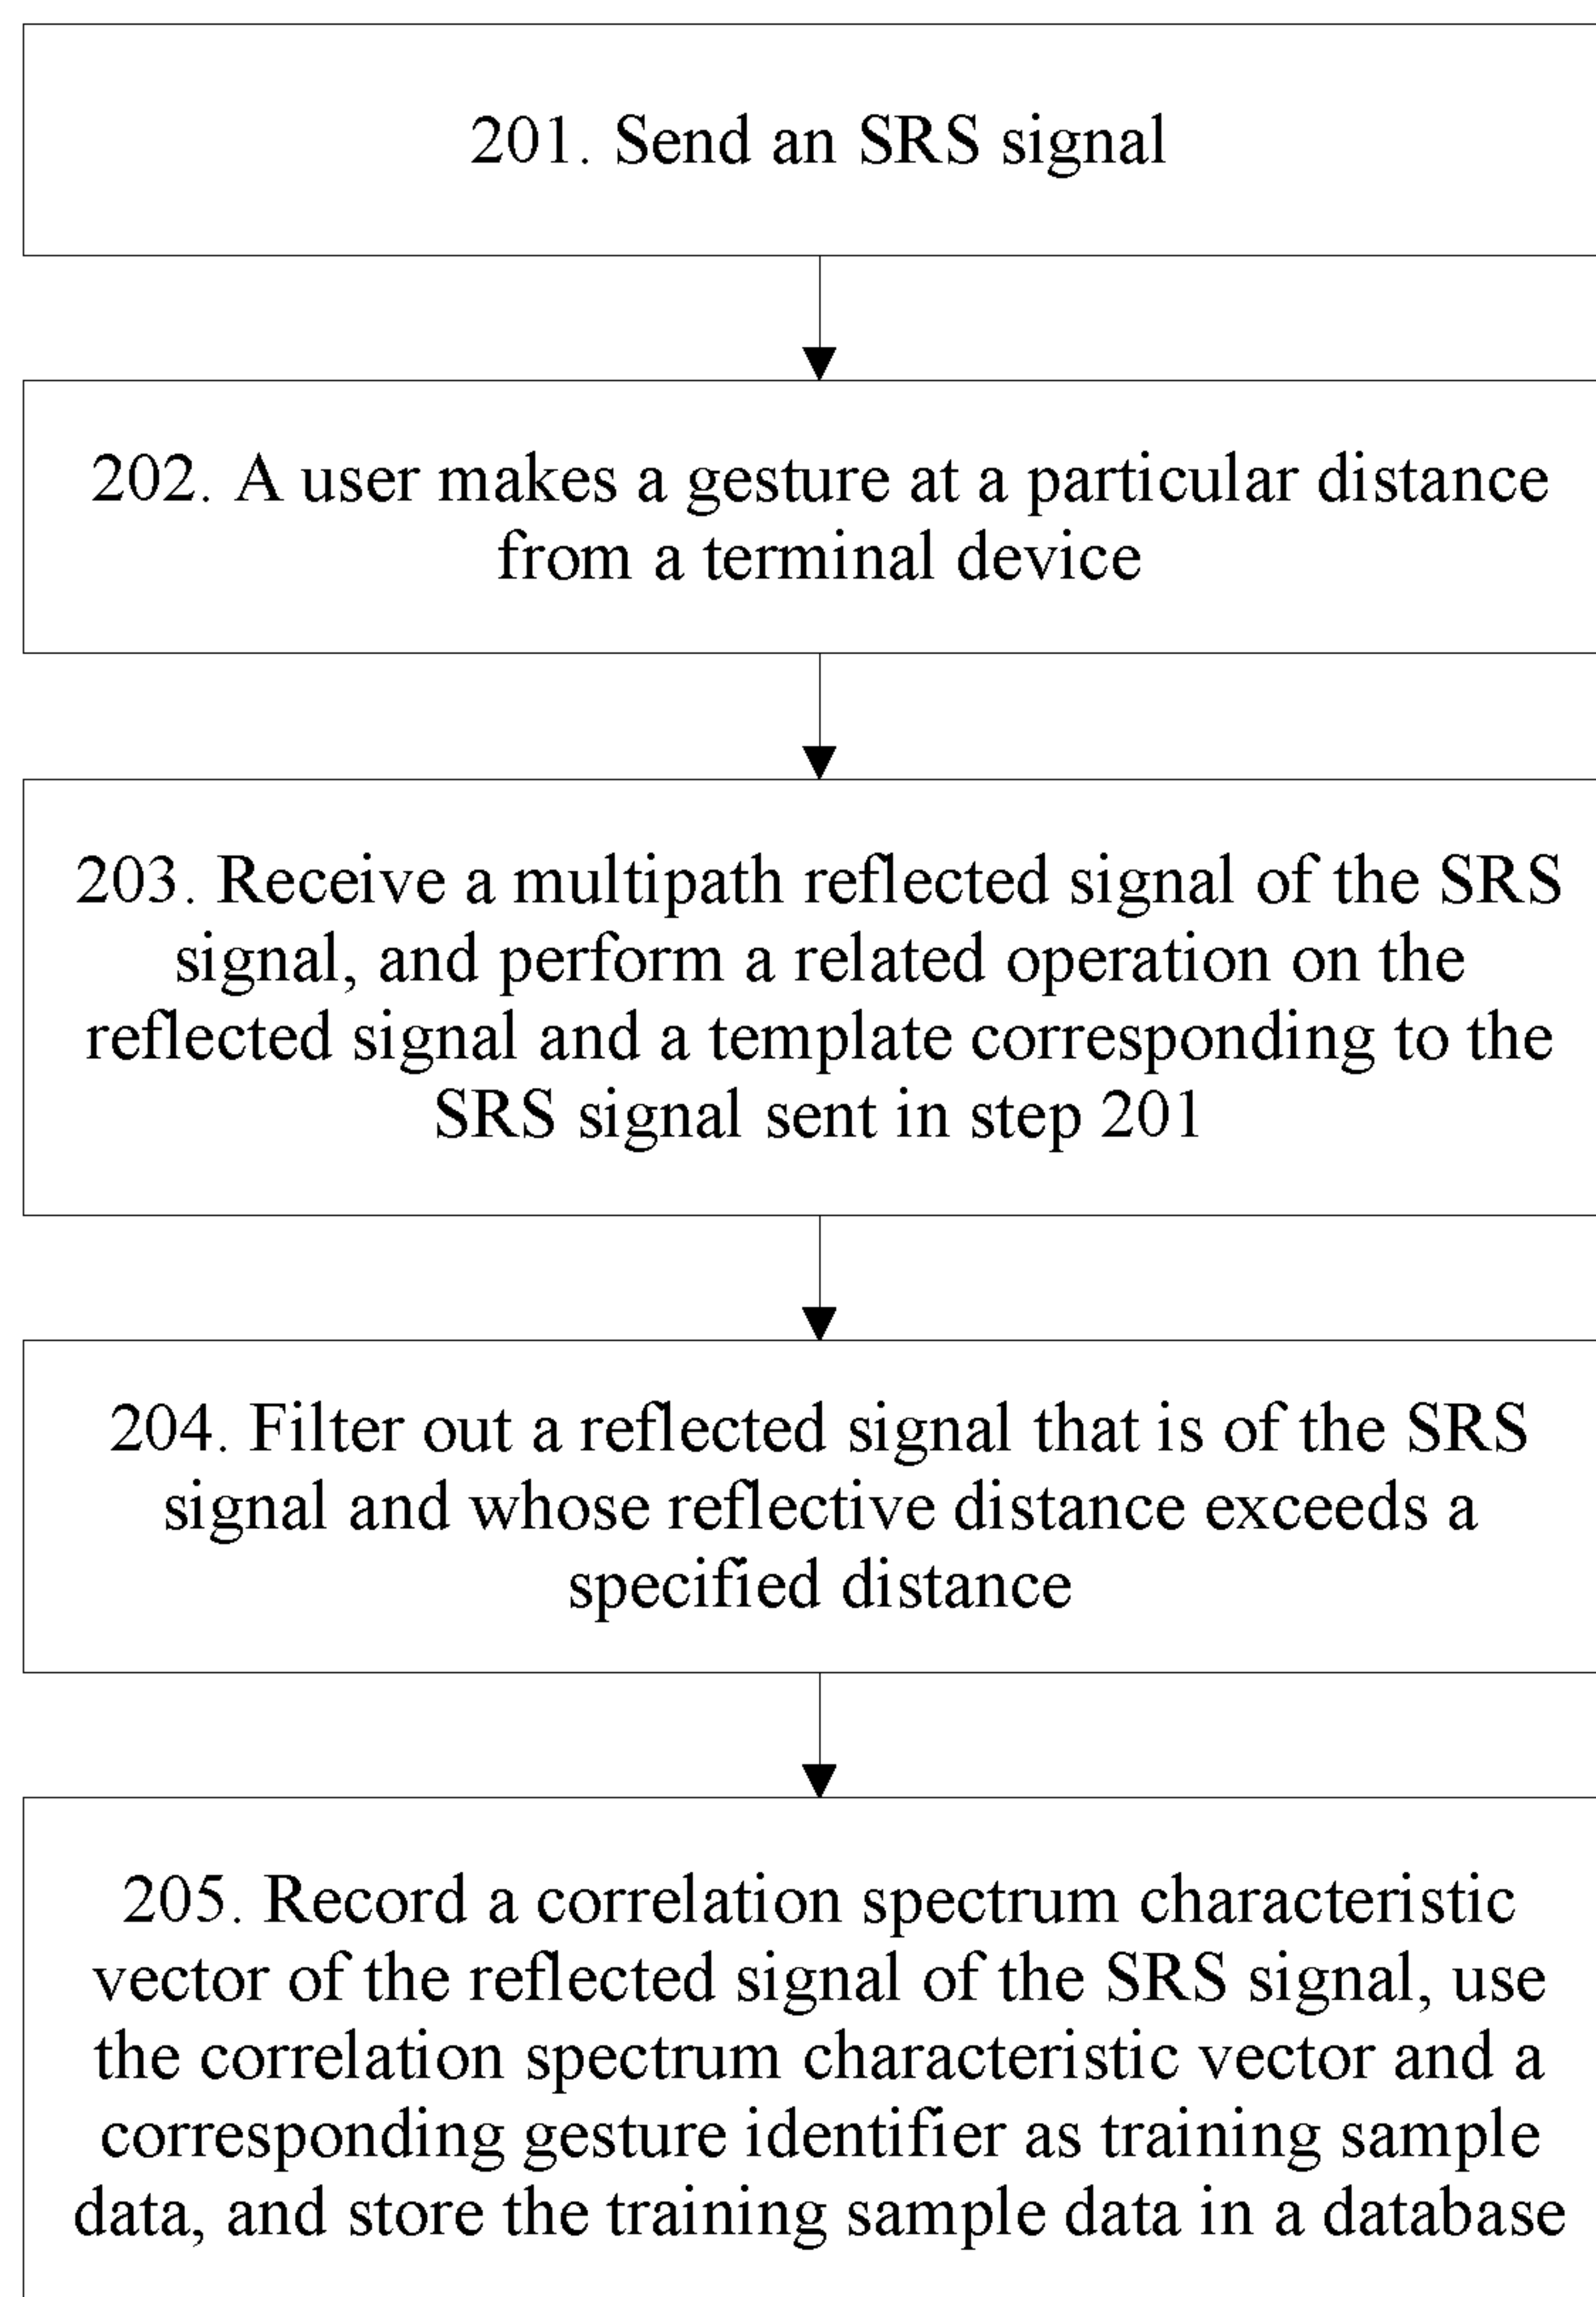 201. Send an SRS signal
202. A user makes a gesture at a particular distance
from a terminal device
203. Receive a multipath reflected signal of the SRS
signal, and perform a related operation on the
reflected signal and a template corresponding to the
SRS signal sent in step 201
204. Filter out a reflected signal that is of the SRS
signal and whose reflective distance exceeds a
specified distance
205. Record a correlation spectrum characteristic
vector of the reflected signal of the SRS signal, use
the correlation spectrum characteristic vector and a
corresponding gesture identifier as training sample
data, and store the training sample data in a database